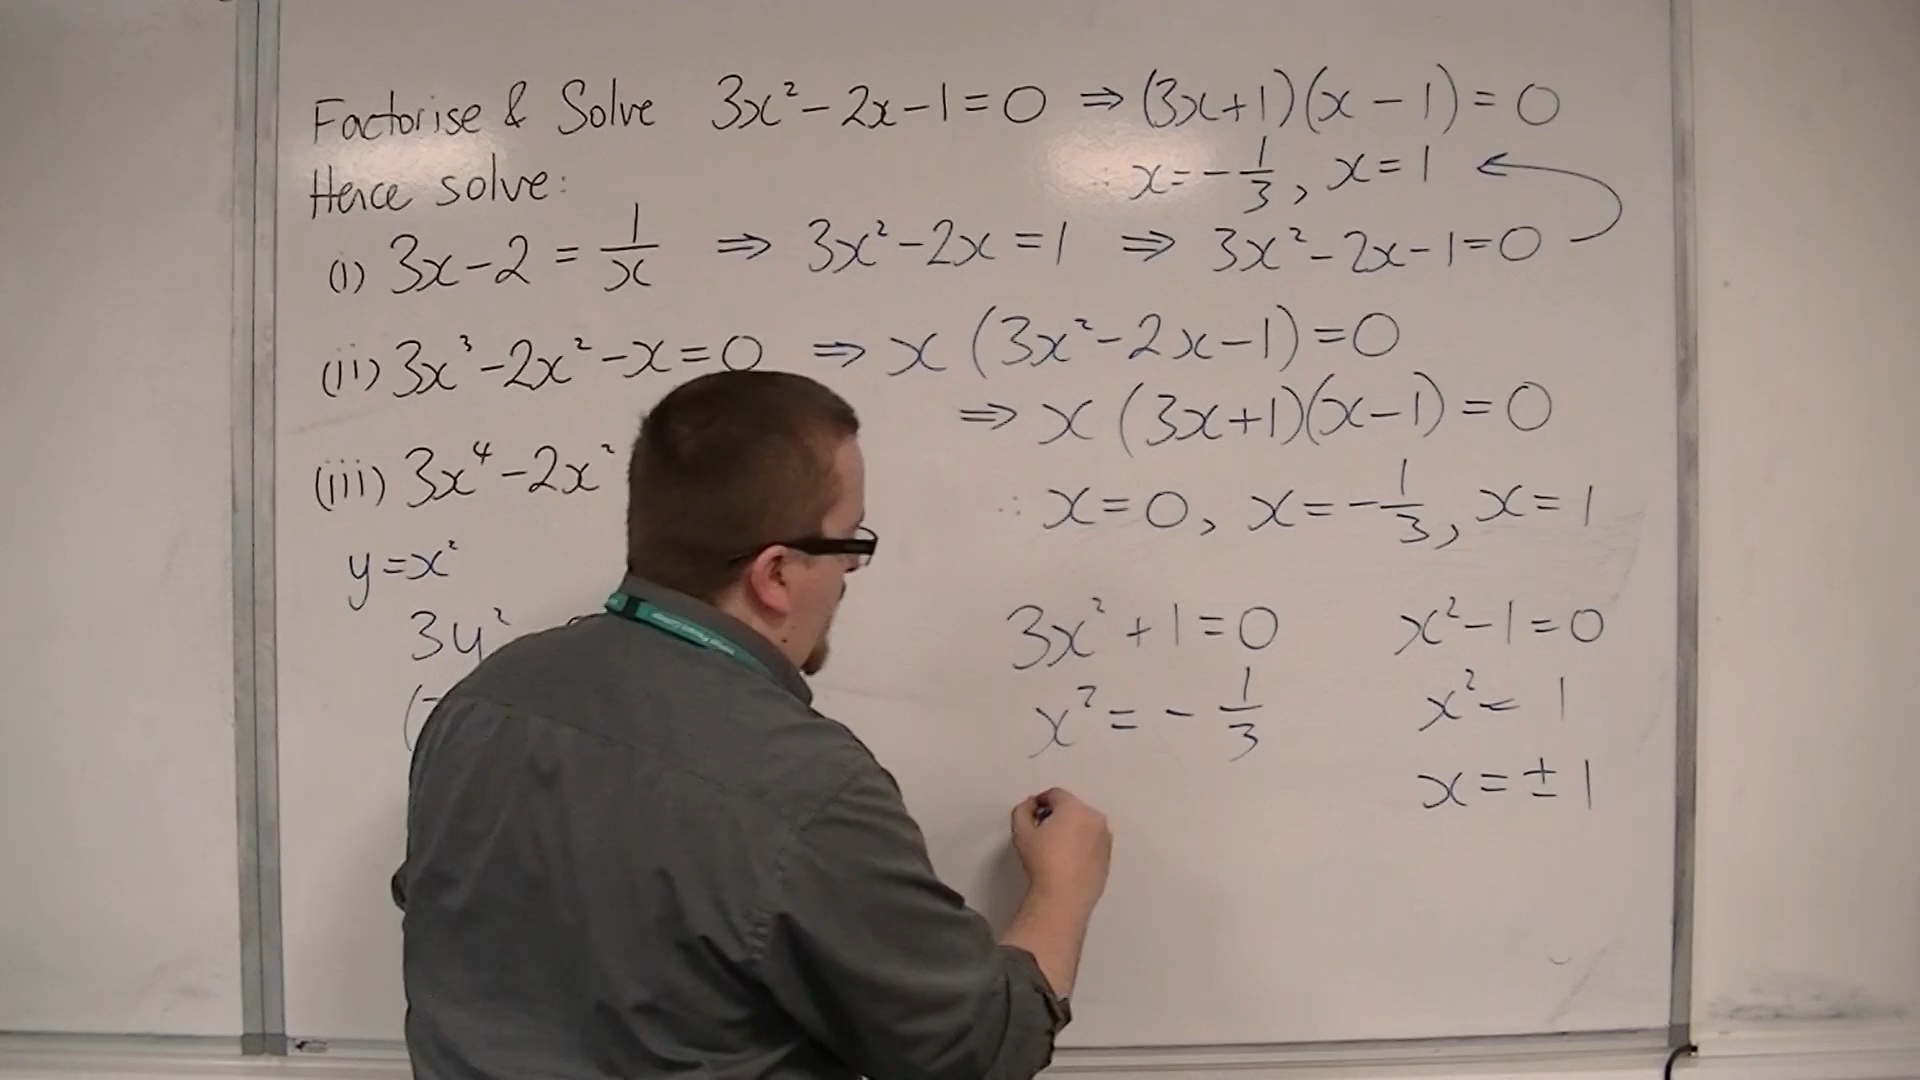 Factorise & Solve 3x² - 2x - 1 = 0 ⇒ (3x+1)(x - 1) = 0
Hence solve:
∴ x = -1/3, x = 1
(i) 3x - 2 = 1/x ⇒ 3x² - 2x = 1 ⇒ 3x² - 2x - 1 = 0
(ii) 3x³ - 2x² - x = 0 ⇒ x (3x² - 2x - 1) = 0
⇒ x (3x+1)(x-1) = 0
(iii) 3x⁴ - 2x²
∴ x = 0, x = -1/3, x = 1
y = x²
3y²
3x² + 1 = 0
x² - 1 = 0
x² = - 1/3
x² = 1
x = ± 1